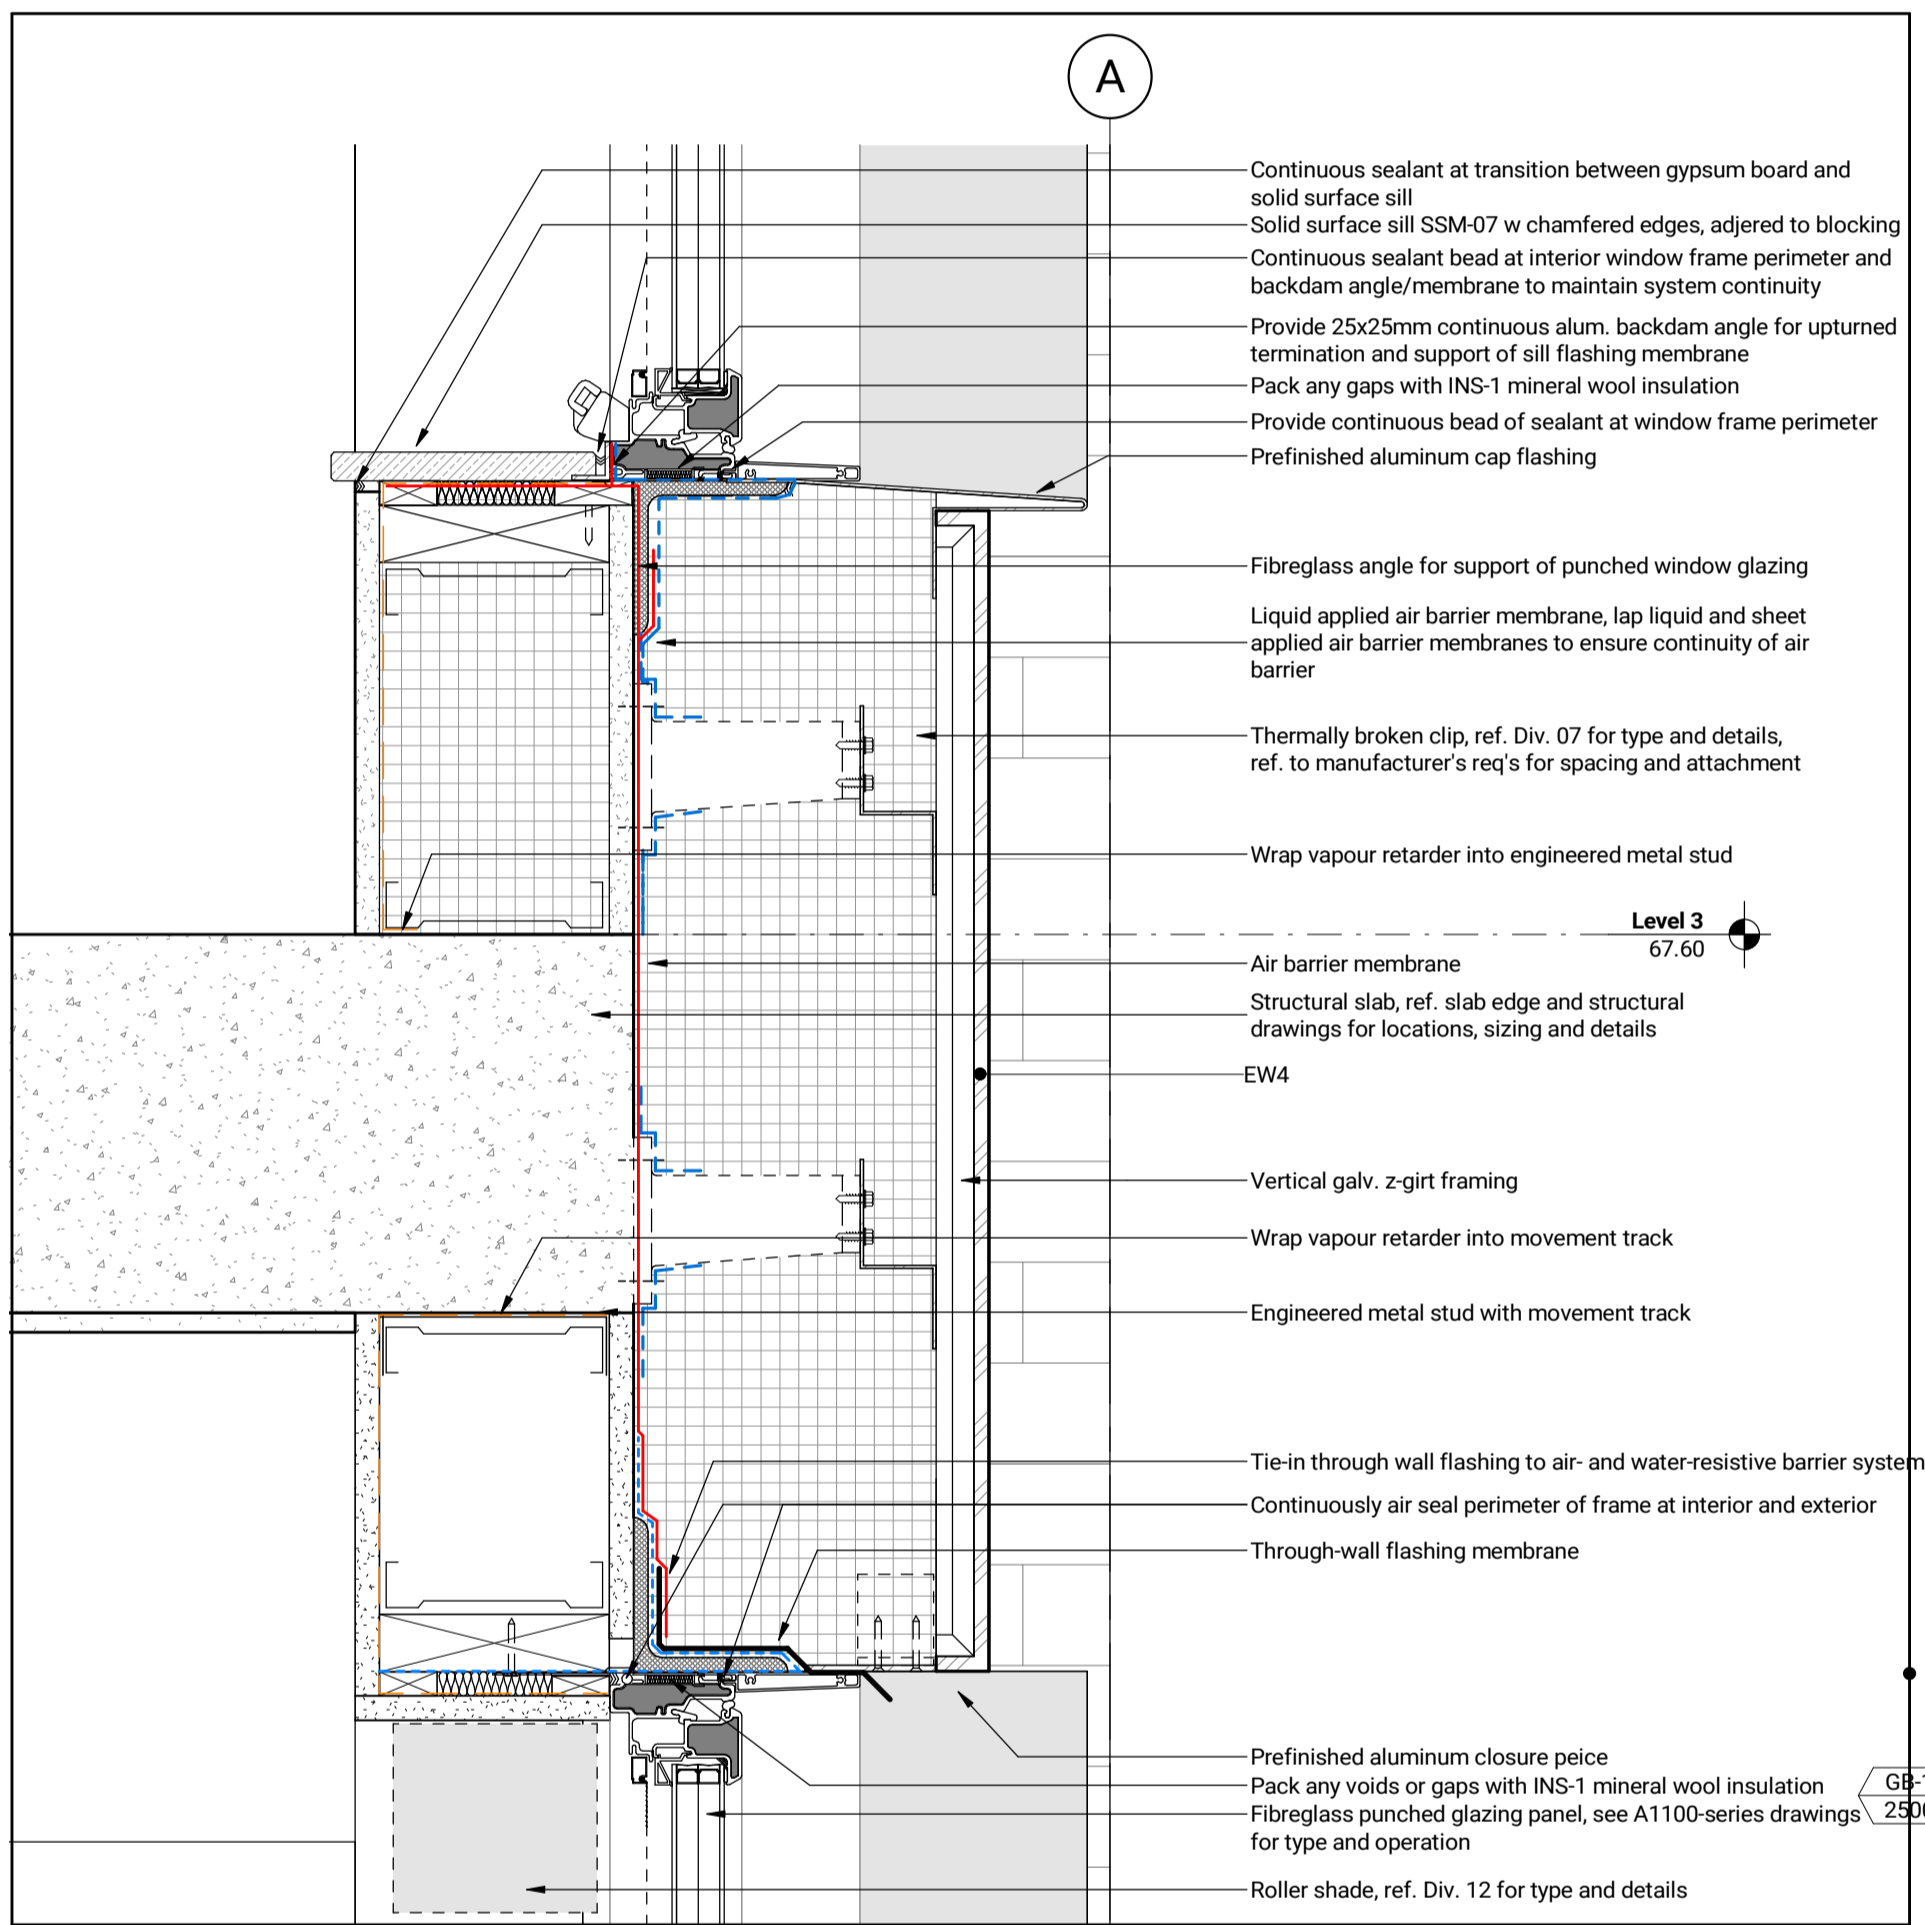 A
Continuous sealant at transition between gypsum board and
solid surface sill
Solid surface sill SSM-07 w chamfered edges, adjered to blocking
Continuous sealant bead at interior window frame perimeter and
backdam angle/membrane to maintain system continuity
Provide 25x25mm continuous alum. backdam angle for upturned
termination and support of sill flashing membrane
Pack any gaps with INS-1 mineral wool insulation
Provide continuous bead of sealant at window frame perimeter
Prefinished aluminum cap flashing
Fibreglass angle for support of punched window glazing
Liquid applied air barrier membrane, lap liquid and sheet
applied air barrier membranes to ensure continuity of air
barrier
Thermally broken clip, ref. Div. 07 for type and details,
ref. to manufacturer's req's for spacing and attachment
Wrap vapour retarder into engineered metal stud
Level 3
67.60
Air barrier membrane
Structural slab, ref. slab edge and structural
drawings for locations, sizing and details
EW4
Vertical galv. z-girt framing
Wrap vapour retarder into movement track
Engineered metal stud with movement track
Tie-in through wall flashing to air- and water-resistive barrier system
Continuously air seal perimeter of frame at interior and exterior
Through-wall flashing membrane
Prefinished aluminum closure peice
Pack any voids or gaps with INS-1 mineral wool insulation
GB-1
2500
Fibreglass punched glazing panel, see A1100-series drawings
for type and operation
Roller shade, ref. Div. 12 for type and details